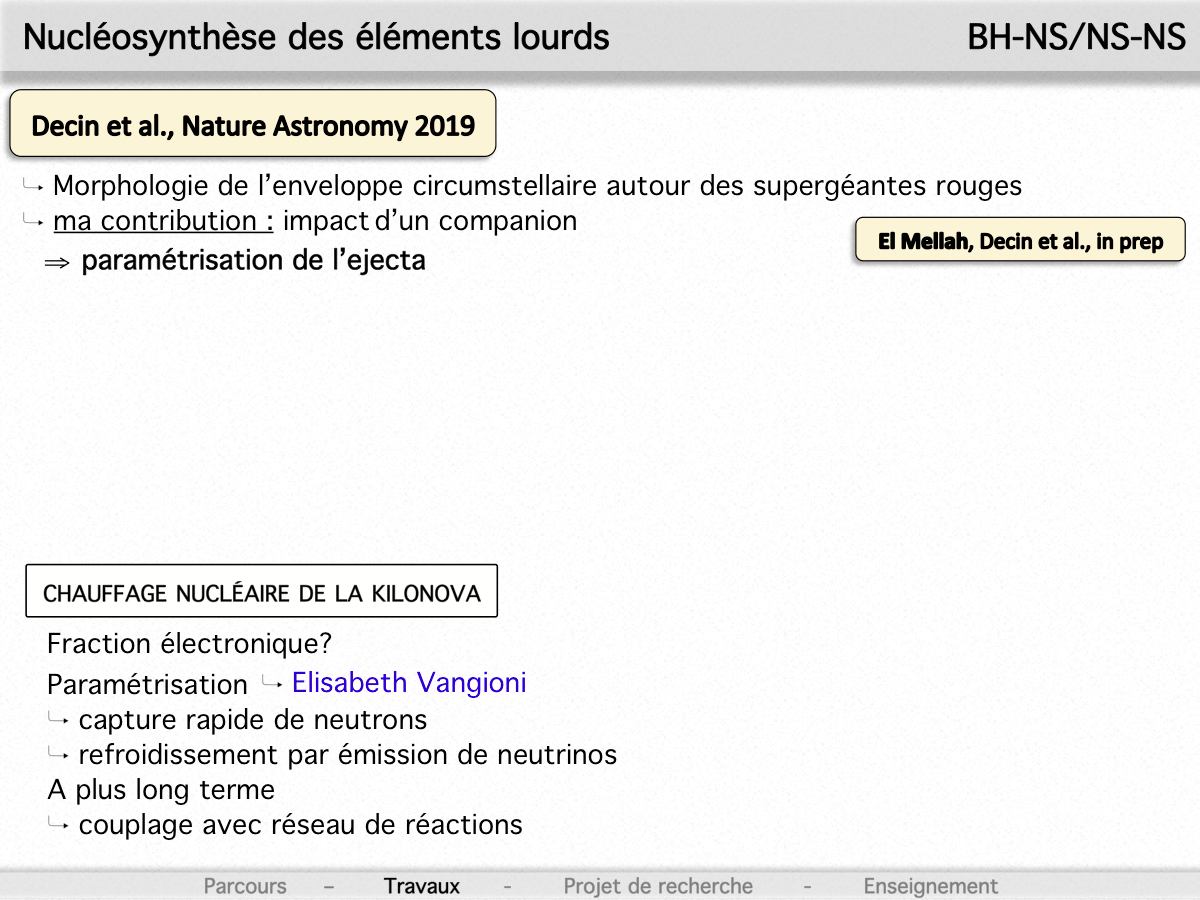 Nucléosynthèse des éléments lourds BH-NS/NS-NS
Decin et al., Nature Astronomy 2019
Morphologie de l’enveloppe circumstellaire autour des supergéantes rouges
ma contribution : impact d’un companion
El Mellah, Decin et al., in prep
⇒ paramétrisation de l’ejecta
CHAUFFAGE NUCLÉAIRE DE LA KILONOVA
Fraction électronique?
Paramétrisation Elisabeth Vangioni
capture rapide de neutrons
refroidissement par émission de neutrinos
A plus long terme
couplage avec réseau de réactions
Parcours – Travaux - Projet de recherche - Enseignement